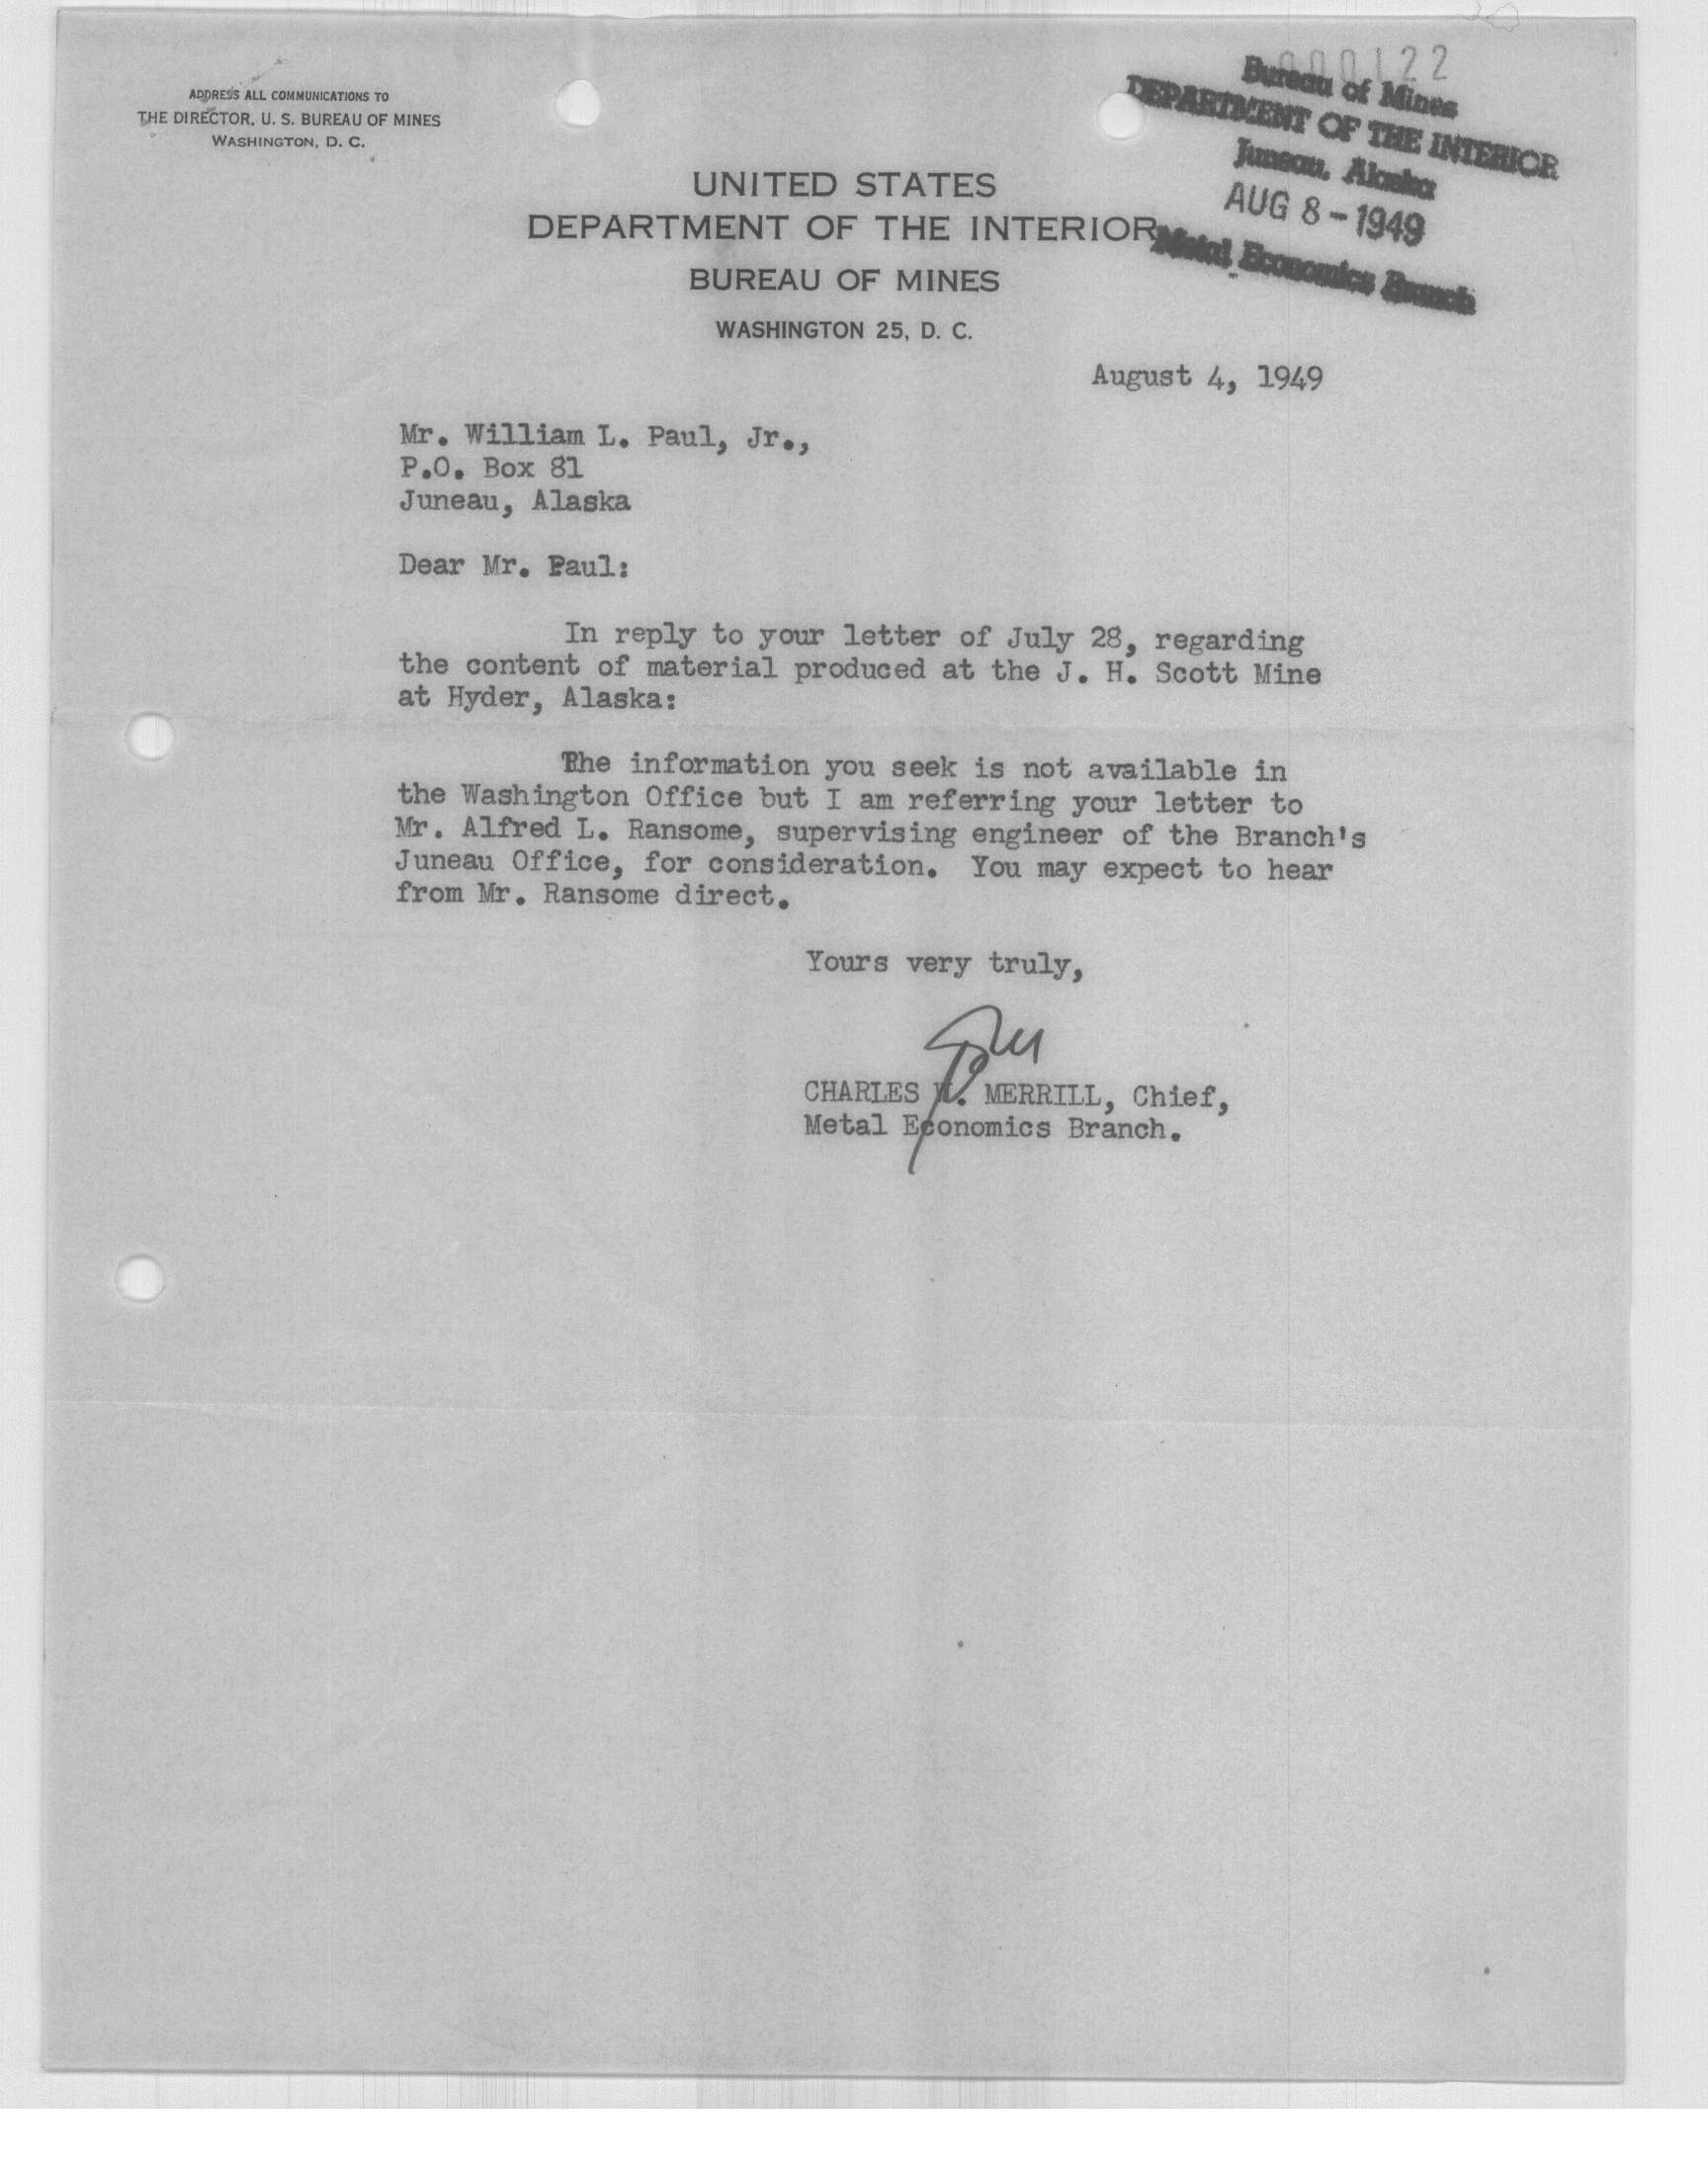 000122
ADDRESS ALL COMMUNICATIONS TO
THE DIRECTOR, U. S. BUREAU OF MINES
WASHINGTON, D. C.
Bureau of Mines
DEPARTMENT OF THE INTERIOR
Juneau, Alaska
AUG 8 - 1949
Metal Economics Branch
UNITED STATES
DEPARTMENT OF THE INTERIOR
BUREAU OF MINES
WASHINGTON 25, D. C.
August 4, 1949
Mr. William L. Paul, Jr.,
P.O. Box 81
Juneau, Alaska
Dear Mr. Paul:
In reply to your letter of July 28, regarding
the content of material produced at the J. H. Scott Mine
at Hyder, Alaska:
The information you seek is not available in
the Washington Office but I am referring your letter to
Mr. Alfred L. Ransome, supervising engineer of the Branch's
Juneau Office, for consideration. You may expect to hear
from Mr. Ransome direct.
Yours very truly,
CHARLES W. MERRILL, Chief,
Metal Economics Branch.